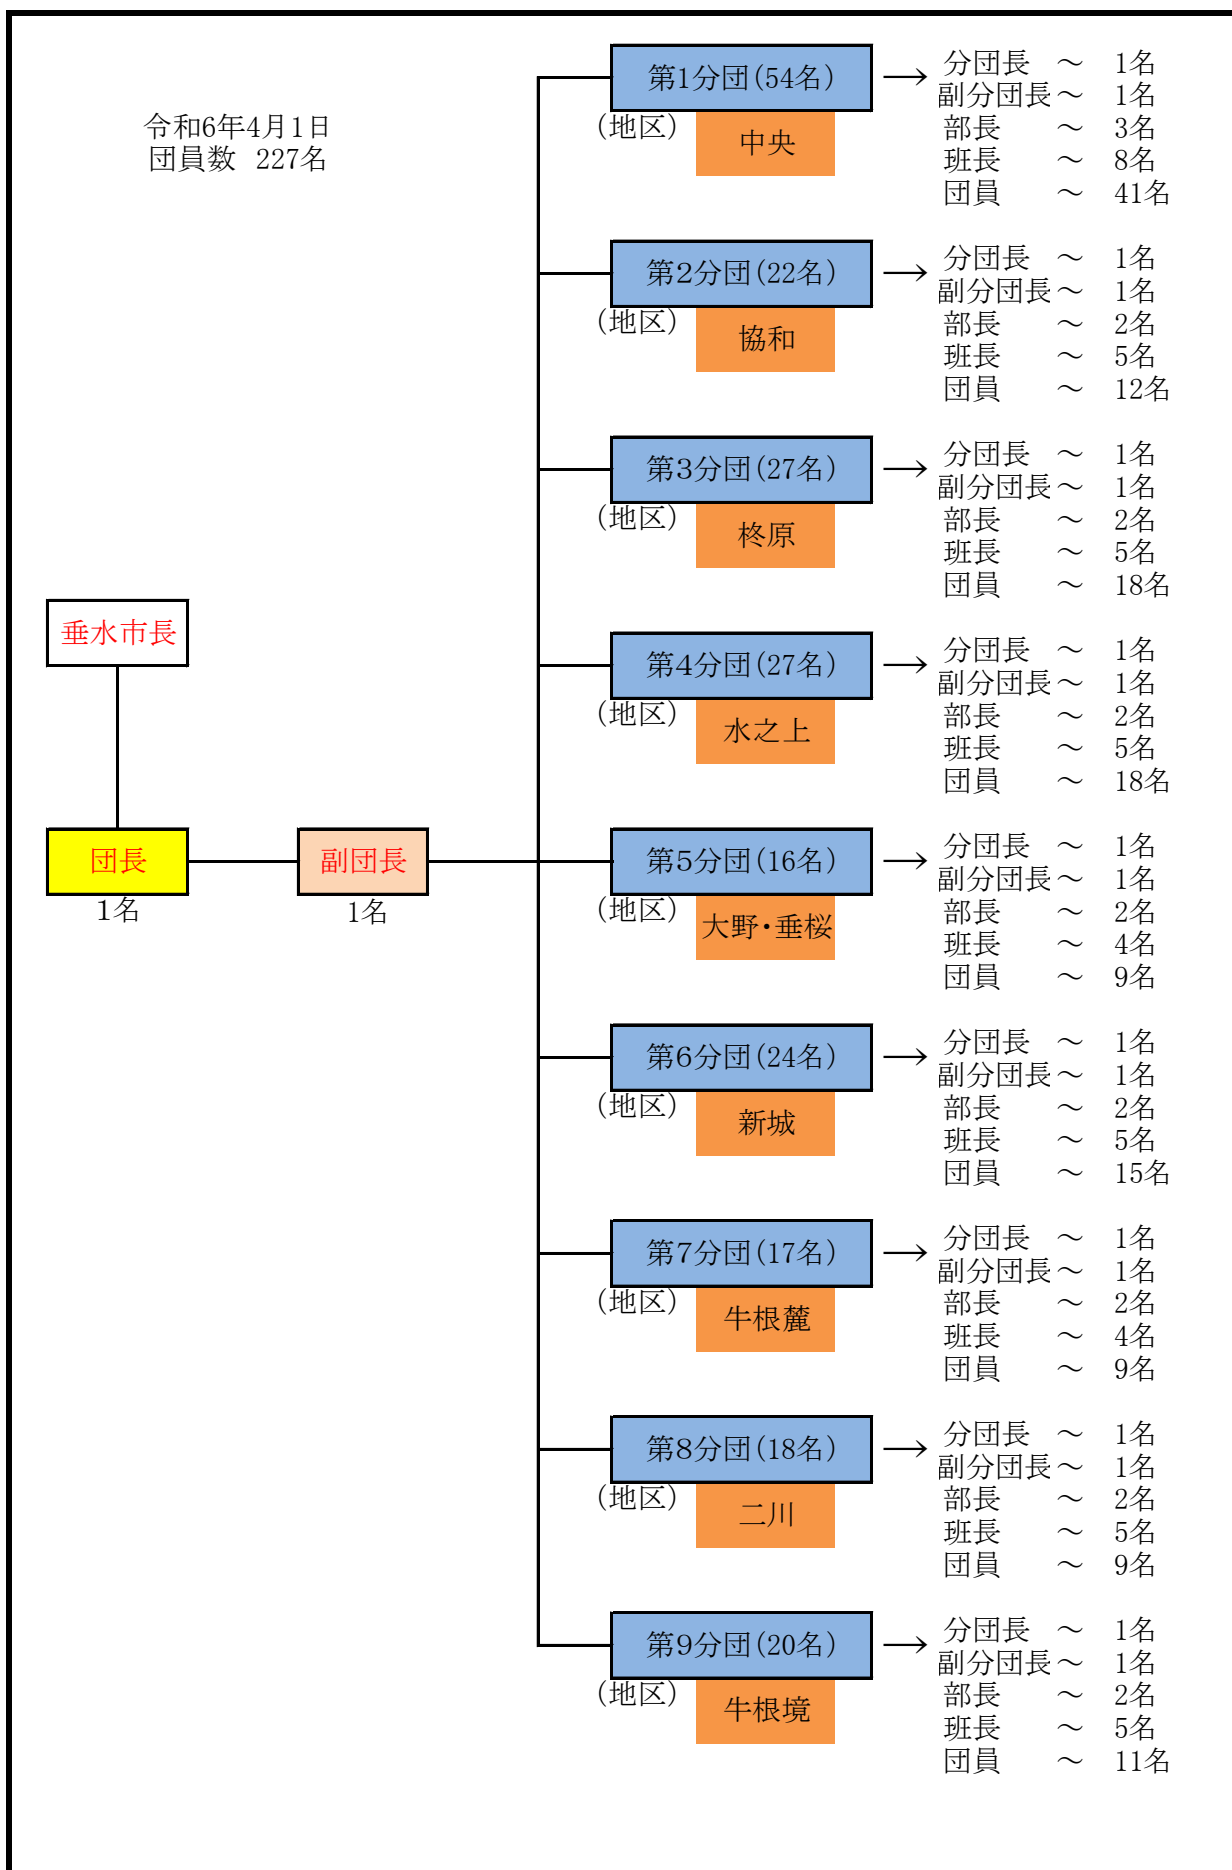 令和6年4月1日
団員数 227名
垂水市長
団長
1名
副団長
1名
第1分団(54名)
(地区)
中央
→
分団長 ～ 1名
副分団長～ 1名
部長 ～ 3名
班長 ～ 8名
団員 ～ 41名
第2分団(22名)
(地区)
協和
→
分団長 ～ 1名
副分団長～ 1名
部長 ～ 2名
班長 ～ 5名
団員 ～ 12名
第3分団(27名)
(地区)
柊原
→
分団長 ～ 1名
副分団長～ 1名
部長 ～ 2名
班長 ～ 5名
団員 ～ 18名
第4分団(27名)
(地区)
水之上
→
分団長 ～ 1名
副分団長～ 1名
部長 ～ 2名
班長 ～ 5名
団員 ～ 18名
第5分団(16名)
(地区)
大野・垂桜
→
分団長 ～ 1名
副分団長～ 1名
部長 ～ 2名
班長 ～ 4名
団員 ～ 9名
第6分団(24名)
(地区)
新城
→
分団長 ～ 1名
副分団長～ 1名
部長 ～ 2名
班長 ～ 5名
団員 ～ 15名
第7分団(17名)
(地区)
牛根麓
→
分団長 ～ 1名
副分団長～ 1名
部長 ～ 2名
班長 ～ 4名
団員 ～ 9名
第8分団(18名)
(地区)
二川
→
分団長 ～ 1名
副分団長～ 1名
部長 ～ 2名
班長 ～ 5名
団員 ～ 9名
第9分団(20名)
(地区)
牛根境
→
分団長 ～ 1名
副分団長～ 1名
部長 ～ 2名
班長 ～ 5名
団員 ～ 11名